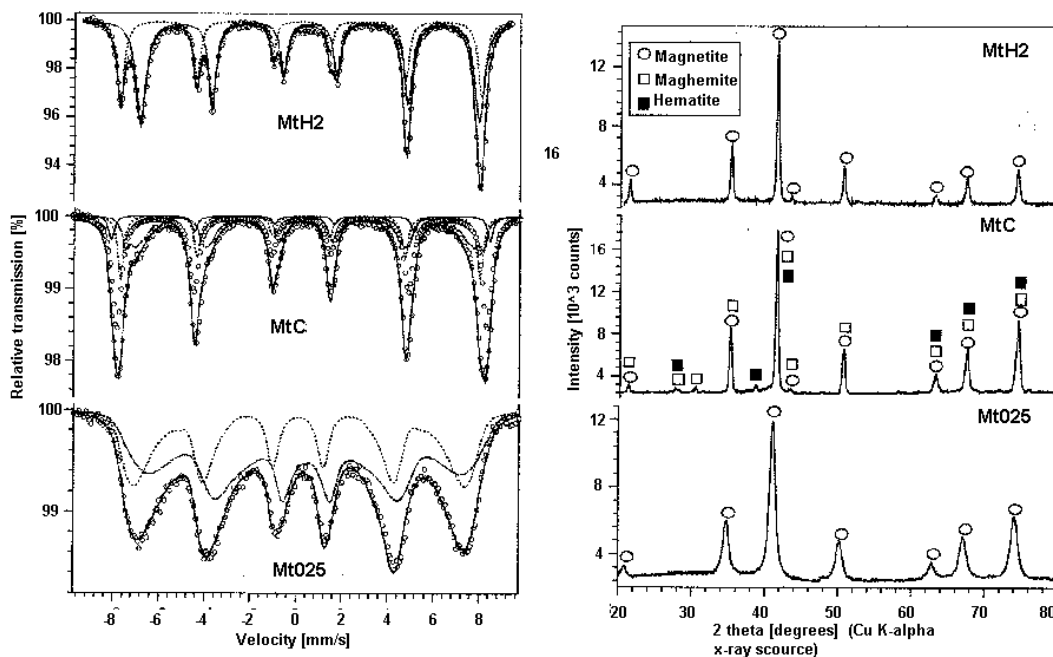 100
98
96
94
MtH2
100
99
98
MtC
100
99
Mt025
Relative transmission [%]
-8 -6 -4 -2 0 2 4 6 8
Velocity [mm/s]
MtH2
Magnetite
Maghemite
Hematite
12
8
4
16
MtC
16
12
8
4
Mt025
12
8
4
Intensity [10^3 counts]
20 30 40 50 60 70 80
2 theta [degrees] (Cu K-alpha
x-ray scource)